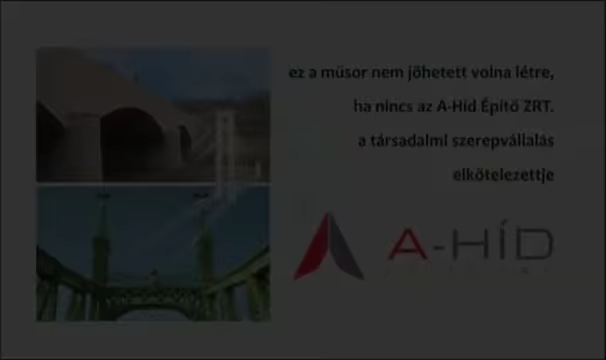 ez a műsor nem jöhetett volna létre,
ha nincs az A-Híd Építő ZRT.
a társadalmi szerepvállalás
elkötelezettje
A-HÍD